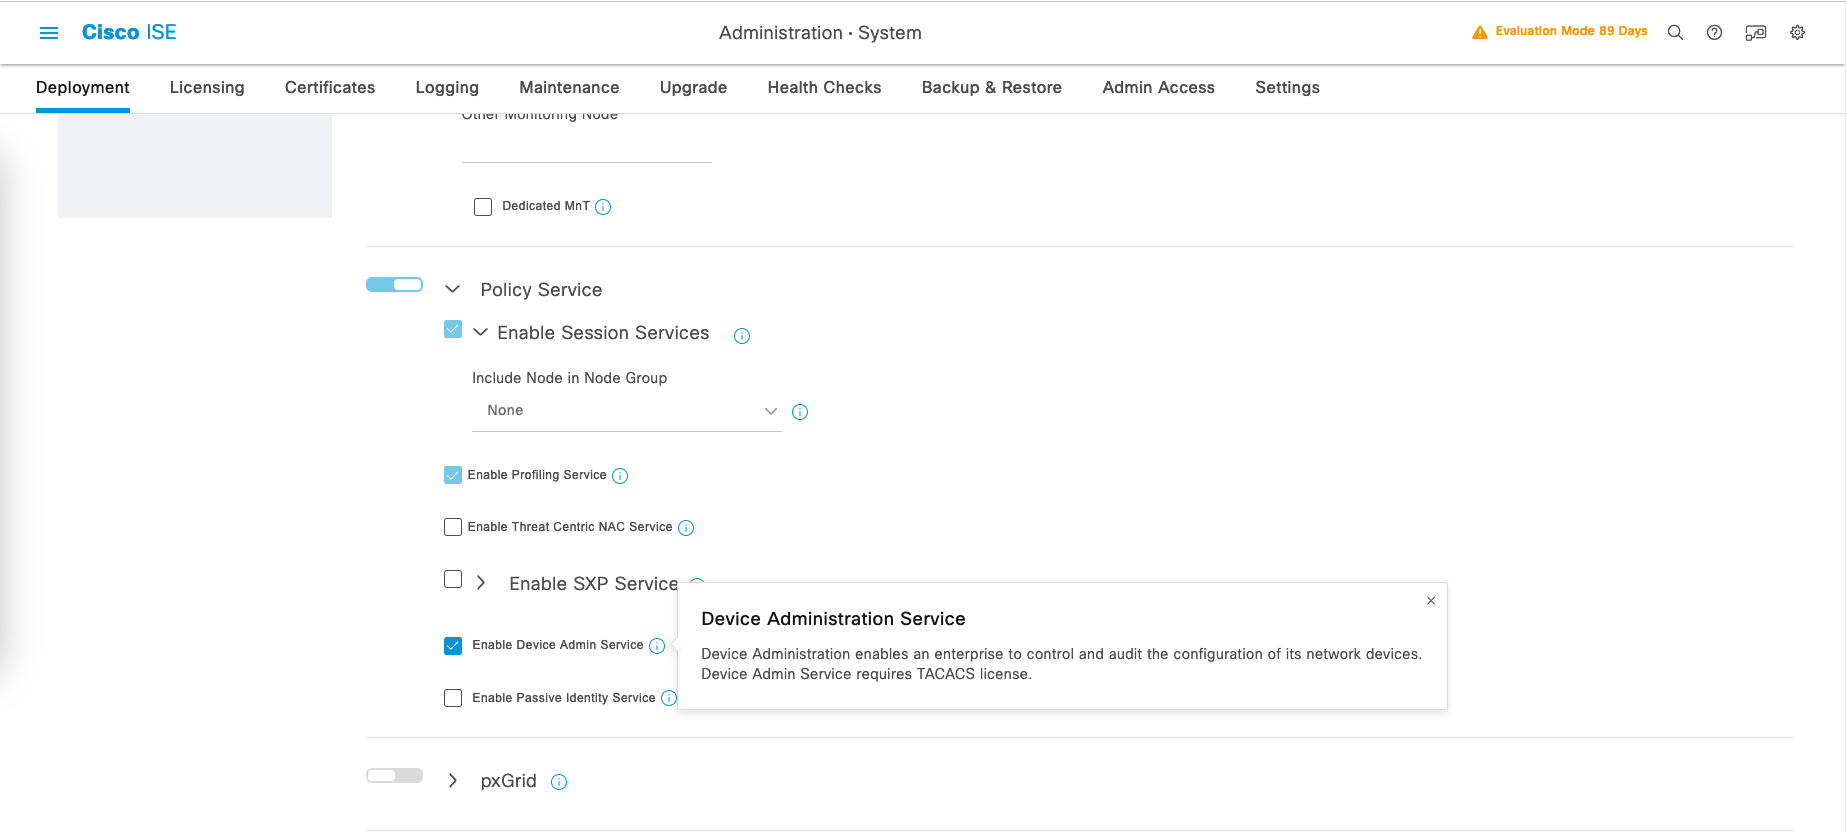 Cisco ISE
Administration · System
Evaluation Mode 89 Days
Deployment
Licensing
Certificates
Logging
Maintenance
Upgrade
Health Checks
Backup & Restore
Admin Access
Settings
Other Monitoring Node
Dedicated MnT
Policy Service
Enable Session Services
Include Node in Node Group
None
Enable Profiling Service
Enable Threat Centric NAC Service
Enable SXP Service
Device Administration Service
Enable Device Admin Service
Device Administration enables an enterprise to control and audit the configuration of its network devices.
Device Admin Service requires TACACS license.
Enable Passive Identity Service
pxGrid